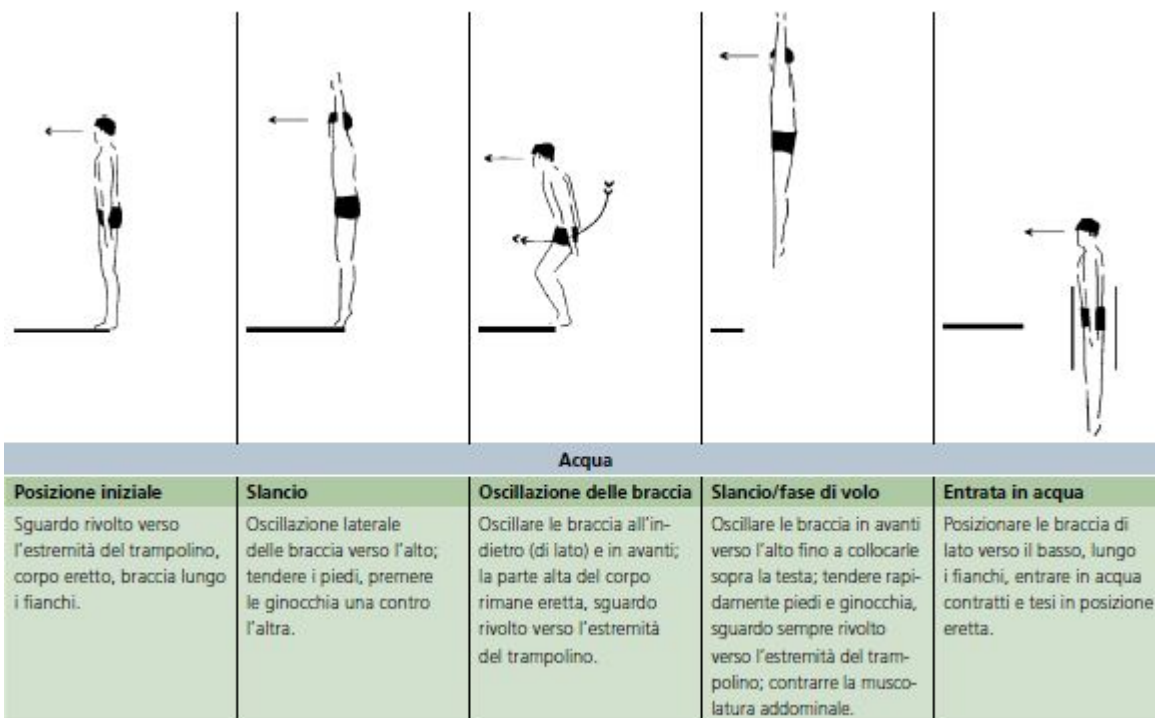 Acqua
Posizione iniziale
Sguardo rivolto verso
l'estremità del trampolino,
corpo eretto, braccia lungo
i fianchi.
Slancio
Oscillazione laterale
delle braccia verso l'alto;
tendere i piedi, premere
le ginocchia una contro
l'altra.
Oscillazione delle braccia
Oscillare le braccia all'in-
dietro (di lato) e in avanti;
la parte alta del corpo
rimane eretta, sguardo
rivolto verso l'estremità
del trampolino.
Slancio/fase di volo
Oscillare le braccia in avanti
verso l'alto fino a collocarle
sopra la testa; tendere rapi-
damente piedi e ginocchia,
sguardo sempre rivolto
verso l'estremità del tram-
polino; contrarre la musco-
latura addominale.
Entrata in acqua
Posizionare le braccia di
lato verso il basso, lungo
i fianchi, entrare in acqua
contratti e tesi in posizione
eretta.